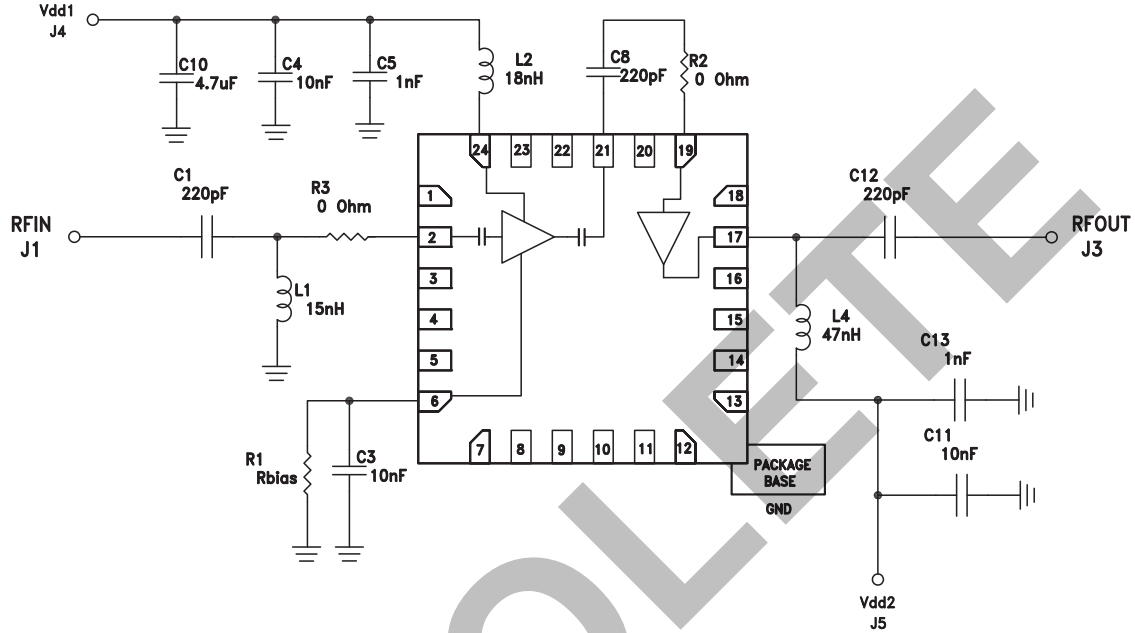 Vdd1
J4
C10
4.7uF
C4
10nF
C5
1nF
L2
18nH
C8
220pF
R2
0 Ohm
24
23
22
21
20
19
C1
220pF
R3
0 Ohm
RFIN
J1
L1
15nH
1
2
3
4
5
6
18
17
16
15
14
13
C12
220pF
RFOUT
J3
L4
47nH
C13
1nF
C11
10nF
R1
Rbias
C3
10nF
7
8
9
10
11
12
PACKAGE
BASE
GND
Vdd2
J5
OLETE